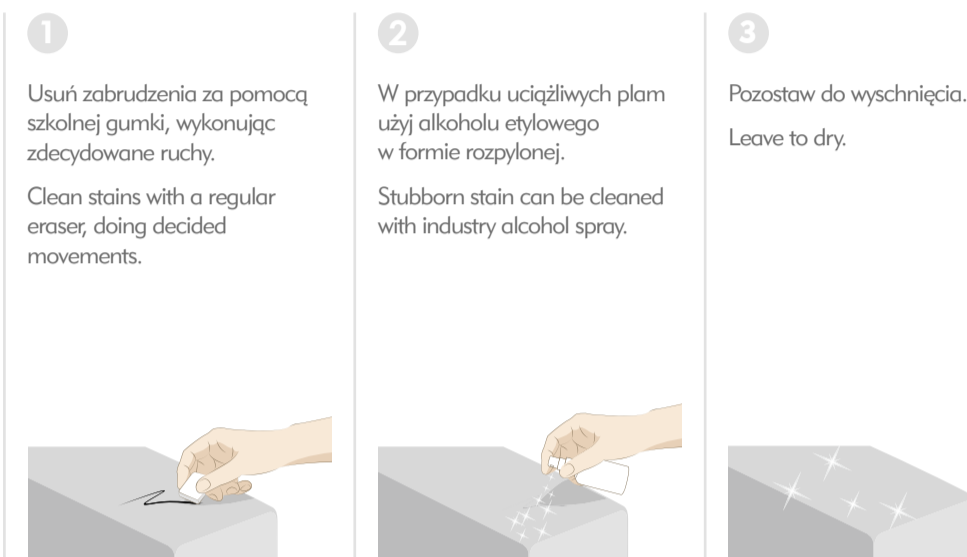 1
Usuń zabrudzenia za pomocą
szkolnej gumki, wykonując
zdecydowane ruchy.
Clean stains with a regular
eraser, doing decided
movements.
2
W przypadku uciążliwych plam
użyj alkoholu etylowego
w formie rozpylonej.
Stubborn stain can be cleaned
with industry alcohol spray.
3
Pozostaw do wyschnięcia.
Leave to dry.